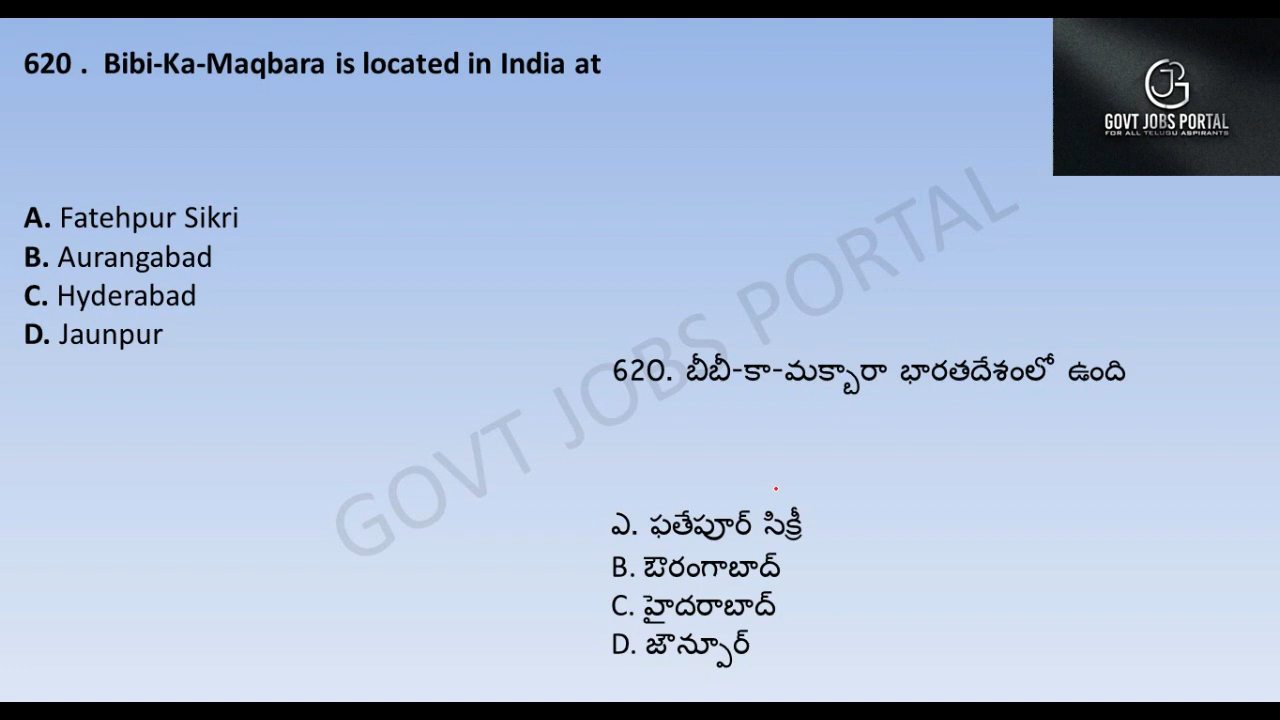 620 . Bibi-Ka-Maqbara is located in India at
GOVT JOBS PORTAL
FOR ALL TELUGU ASPIRANTS
A. Fatehpur Sikri
B. Aurangabad
C. Hyderabad
D. Jaunpur
GOVT JOBS PORTAL
620. బీబీ-కా-మక్బారా భారతదేశంలో ఉంది
ఎ. ఫతేపూర్ సిక్రీ
B. ఔరంగాబాద్
C. హైదరాబాద్
D. జౌన్పూర్